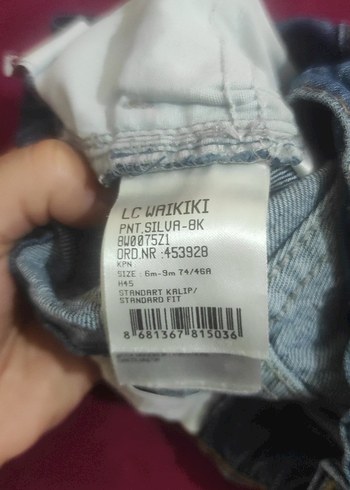 LC WAIKIKI
PNT.SILVA-8K
8W0075Z1
ORD.NR :453928
KPN
SIZE : 6m-9m 74/46A
H45
STANDART KALIP/
STANDARD FIT
8 681367 815036